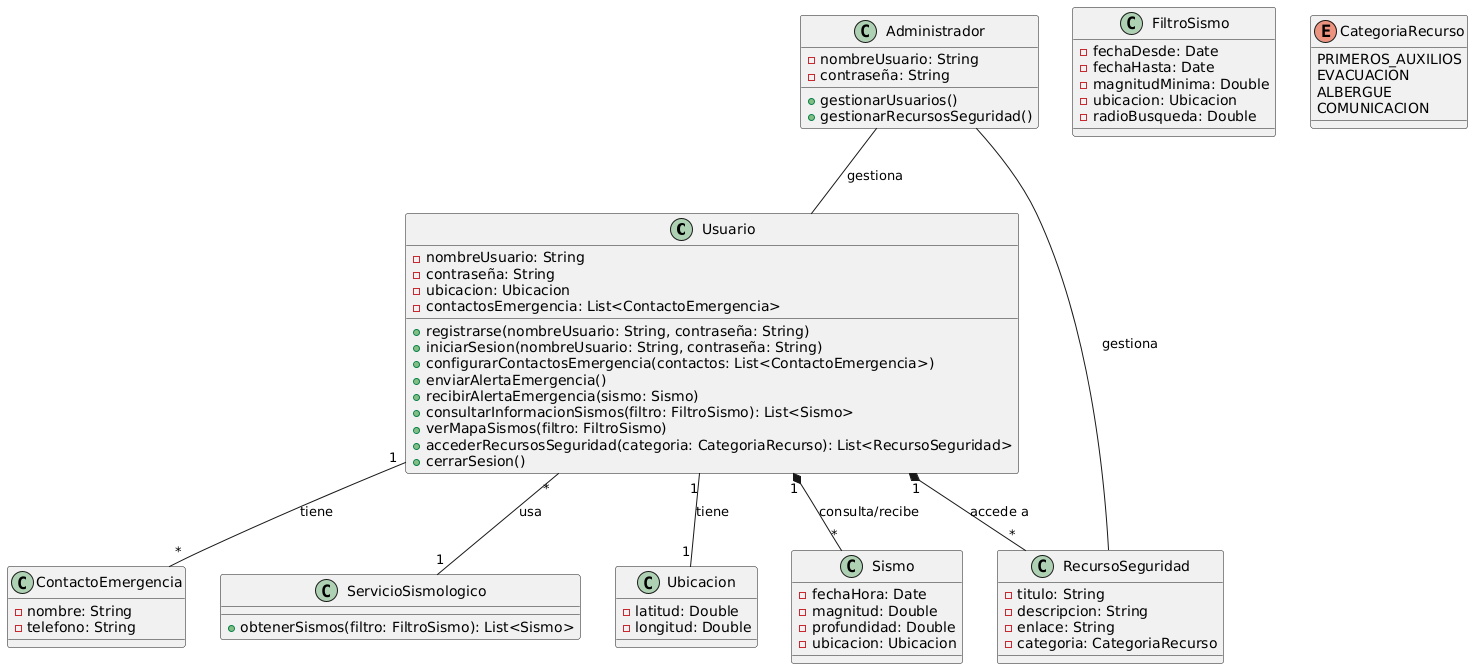 C Administrador
nombreUsuario: String
contraseña: String
gestionarUsuarios()
gestionarRecursosSeguridad()
C FiltroSismo
fechaDesde: Date
fechaHasta: Date
magnitudMinima: Double
ubicacion: Ubicacion
radioBusqueda: Double
E CategoriaRecurso
PRIMEROS_AUXILIOS
EVACUACION
ALBERGUE
COMUNICACION
gestiona
C Usuario
nombreUsuario: String
contraseña: String
ubicacion: Ubicacion
contactosEmergencia: List<ContactoEmergencia>
registrarse(nombreUsuario: String, contraseña: String)
iniciarSesion(nombreUsuario: String, contraseña: String)
configurarContactosEmergencia(contactos: List<ContactoEmergencia>)
enviarAlertaEmergencia()
recibirAlertaEmergencia(sismo: Sismo)
consultarInformacionSismos(filtro: FiltroSismo): List<Sismo>
verMapaSismos(filtro: FiltroSismo)
accederRecursosSeguridad(categoria: CategoriaRecurso): List<RecursoSeguridad>
cerrarSesion()
gestiona
1
tiene
*
*
usa
1
1
tiene
1
1
consulta/recibe
*
1
accede a
*
C ContactoEmergencia
nombre: String
telefono: String
C ServicioSismologico
obtenerSismos(filtro: FiltroSismo): List<Sismo>
C Ubicacion
latitud: Double
longitud: Double
C Sismo
fechaHora: Date
magnitud: Double
profundidad: Double
ubicacion: Ubicacion
C RecursoSeguridad
titulo: String
descripcion: String
enlace: String
categoria: CategoriaRecurso